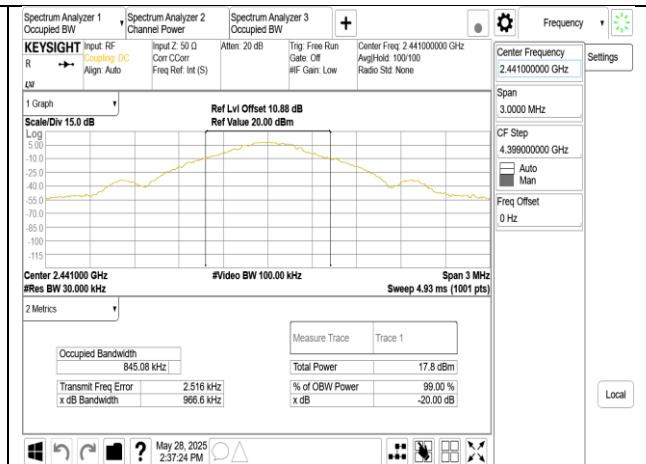 Spectrum Analyzer 1
Occupied BW
Spectrum Analyzer 2
Channel Power
Spectrum Analyzer 3
Occupied BW
+
Frequency
KEYSIGHT
R
LXI
Input: RF
Coupling: DC
Align: Auto
Input Z: 50 Ω
Corr CCorr
Freq Ref: Int (S)
Atten: 20 dB
Trig: Free Run
Gate: Off
#IF Gain: Low
Center Freq: 2.441000000 GHz
Avg|Hold: 100/100
Radio Std: None
Center Frequency
2.441000000 GHz
Settings
Span
3.0000 MHz
CF Step
4.399000000 GHz
Auto
Man
Freq Offset
0 Hz
Local
1 Graph
Scale/Div 15.0 dB
Ref Lvl Offset 10.88 dB
Ref Value 20.00 dBm
Log
5.00
-10.0
-25.0
-40.0
-55.0
-70.0
-85.0
-100
-115
Center 2.441000 GHz
#Video BW 100.00 kHz
Span 3 MHz
#Res BW 30.000 kHz
Sweep 4.93 ms (1001 pts)
2 Metrics
Measure Trace
Trace 1
Occupied Bandwidth
845.08 kHz
Total Power
17.8 dBm
Transmit Freq Error
2.516 kHz
% of OBW Power
99.00 %
x dB Bandwidth
966.6 kHz
x dB
-20.00 dB
?
May 28, 2025
2:37:24 PM